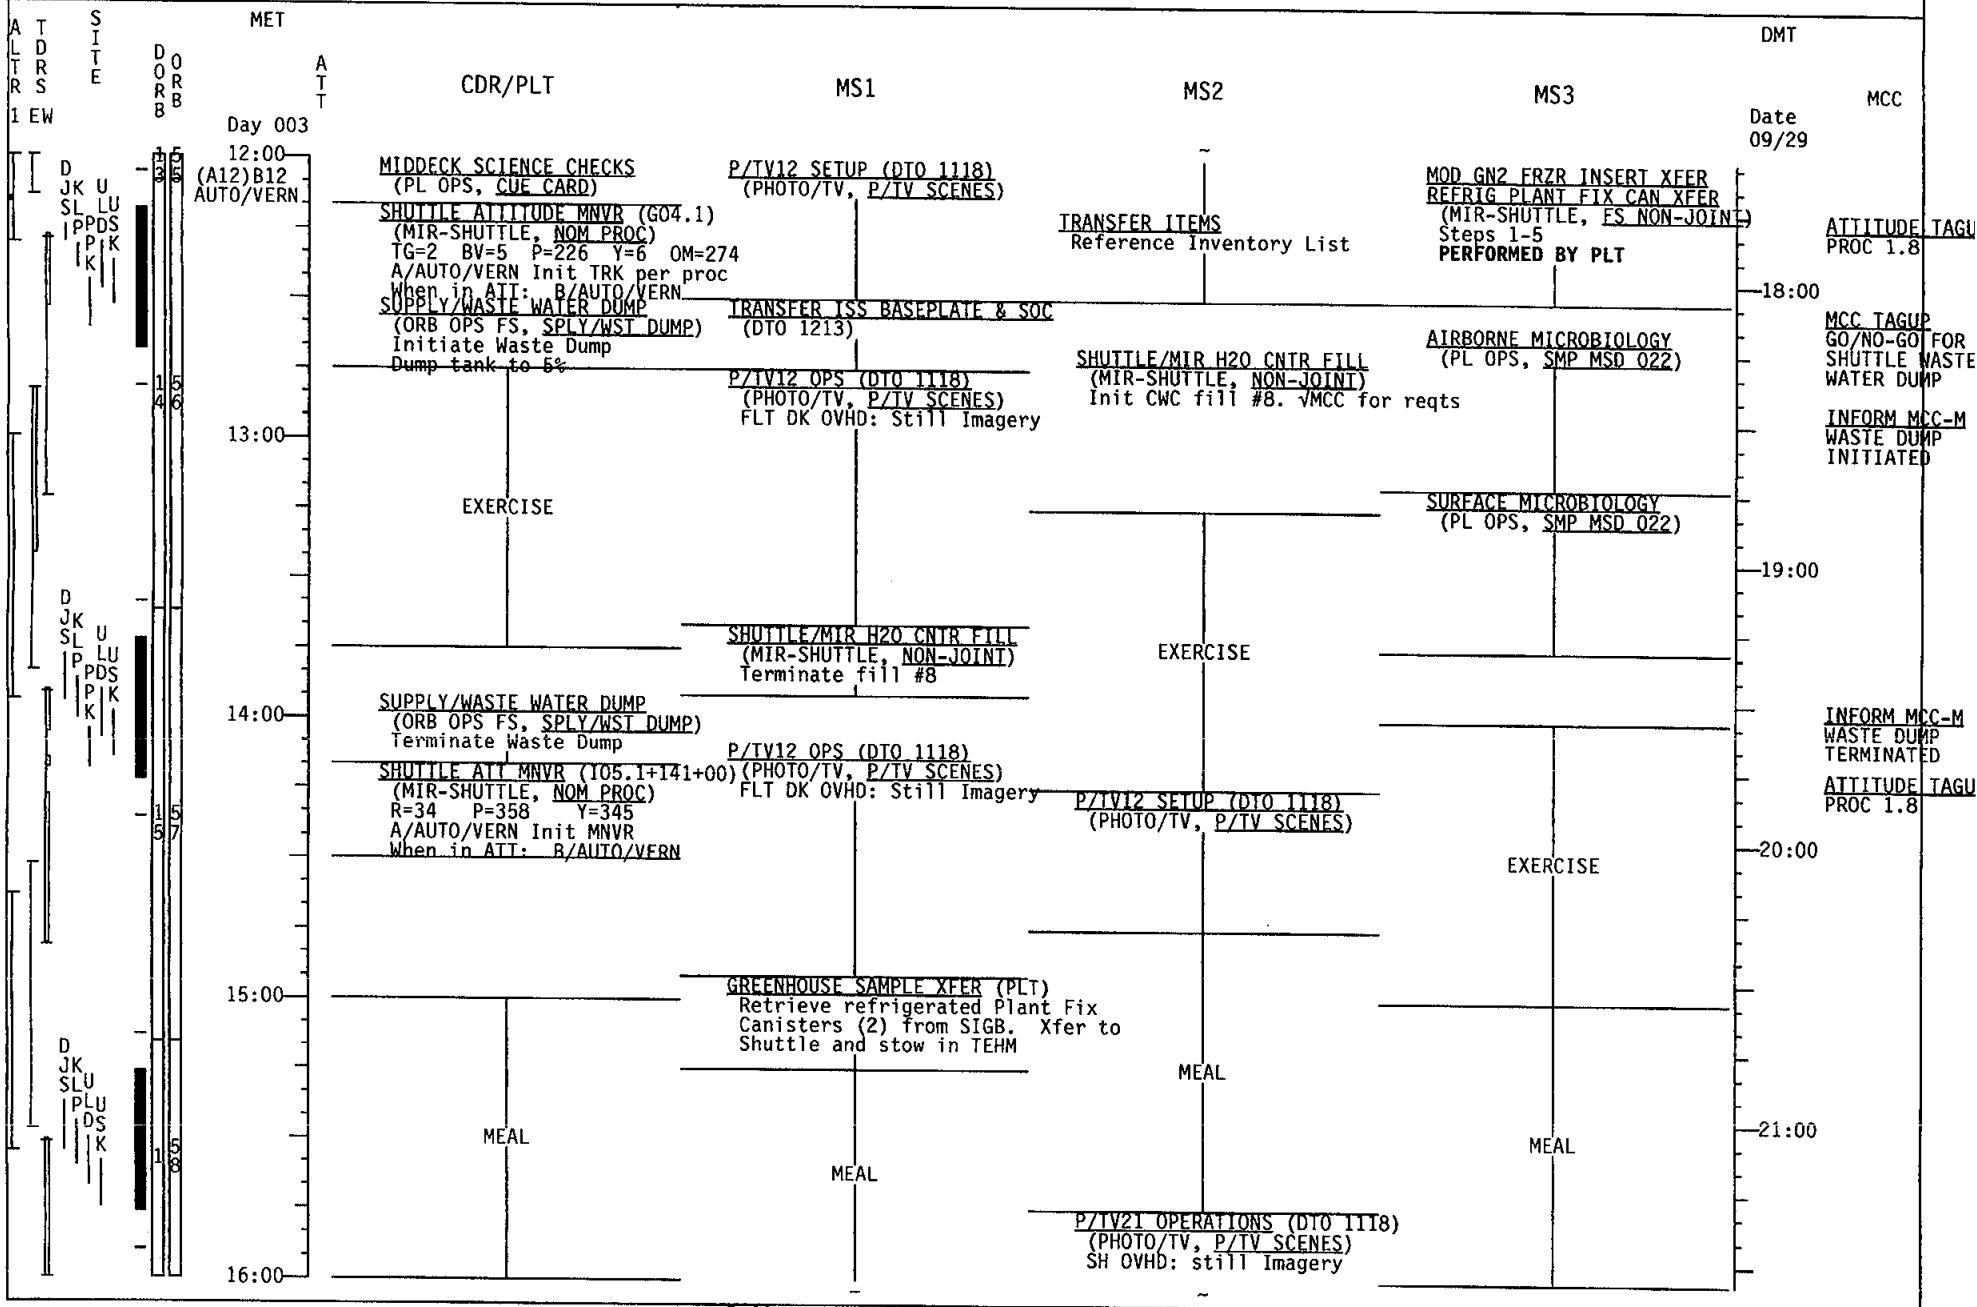 ALTR 1
TDRS EW
SITE
DORB
ORB
MET
ATT
CDR/PLT
MS1
MS2
MS3
DMT
MCC
Day 003
Date
09/29
12:00
(A12)B12
AUTO/VERN
13:00
14:00
15:00
16:00
MIDDECK SCIENCE CHECKS
(PL OPS, CUE CARD)
SHUTTLE ATTITUDE MNVR (G04.1)
(MIR-SHUTTLE, NOM PROC)
TG=2 BV=5 P=226 Y=6 OM=274
A/AUTO/VERN Init TRK per proc
When in ATT: B/AUTO/VERN
SUPPLY/WASTE WATER DUMP
(ORB OPS FS, SPLY/WST DUMP)
Initiate Waste Dump
Dump tank to 5%
EXERCISE
SUPPLY/WASTE WATER DUMP
(ORB OPS FS, SPLY/WST DUMP)
Terminate Waste Dump
SHUTTLE ATT MNVR (I05.1+141+00)
(MIR-SHUTTLE, NOM PROC)
R=34 P=358 Y=345
A/AUTO/VERN Init MNVR
When in ATT: B/AUTO/VERN
MEAL
P/TV12 SETUP (DTO 1118)
(PHOTO/TV, P/TV SCENES)
TRANSFER ISS BASEPLATE & SOC
(DTO 1213)
P/TV12 OPS (DTO 1118)
(PHOTO/TV, P/TV SCENES)
FLT DK OVHD: Still Imagery
SHUTTLE/MIR H2O CNTR FILL
(MIR-SHUTTLE, NON-JOINT)
Terminate fill #8
P/TV12 OPS (DTO 1118)
(PHOTO/TV, P/TV SCENES)
FLT DK OVHD: Still Imagery
GREENHOUSE SAMPLE XFER (PLT)
Retrieve refrigerated Plant Fix
Canisters (2) from SIGB. Xfer to
Shuttle and stow in TEHM
MEAL
~
TRANSFER ITEMS
Reference Inventory List
SHUTTLE/MIR H2O CNTR FILL
(MIR-SHUTTLE, NON-JOINT)
Init CWC fill #8. √MCC for reqts
EXERCISE
P/TV12 SETUP (DTO 1118)
(PHOTO/TV, P/TV SCENES)
MEAL
P/TV21 OPERATIONS (DTO 1118)
(PHOTO/TV, P/TV SCENES)
SH OVHD: still Imagery
~
MOD GN2 FRZR INSERT XFER
REFRIG PLANT FIX CAN XFER
(MIR-SHUTTLE, FS NON-JOINT)
Steps 1-5
PERFORMED BY PLT
AIRBORNE MICROBIOLOGY
(PL OPS, SMP MSD 022)
SURFACE MICROBIOLOGY
(PL OPS, SMP MSD 022)
EXERCISE
MEAL
18:00
19:00
20:00
21:00
ATTITUDE TAGU
PROC 1.8
MCC TAGUP
GO/NO-GO FOR
SHUTTLE WASTE
WATER DUMP
INFORM MCC-M
WASTE DUMP
INITIATED
INFORM MCC-M
WASTE DUMP
TERMINATED
ATTITUDE TAGU
PROC 1.8